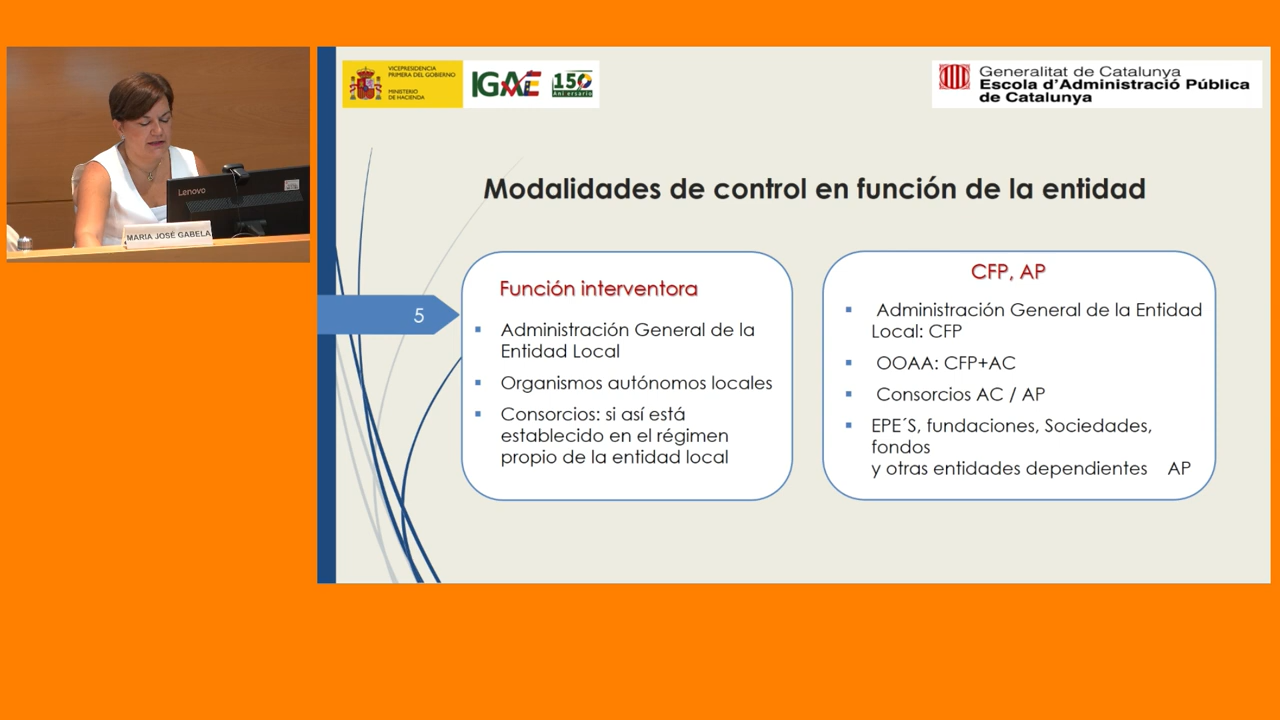 Lenovo
MARIA JOSÉ GABELA
VICEPRESIDENCIA
PRIMERA DEL GOBIERNO
MINISTERIO
DE HACIENDA
IGAE
150
Aniversario
Generalitat de Catalunya
Escola d'Administració Pública
de Catalunya
Modalidades de control en función de la entidad
5
Función interventora
▪ Administración General de la
Entidad Local
▪ Organismos autónomos locales
▪ Consorcios: si así está
establecido en el régimen
propio de la entidad local
CFP, AP
▪ Administración General de la Entidad
Local: CFP
▪ OOAA: CFP+AC
▪ Consorcios AC / AP
▪ EPE´S, fundaciones, Sociedades,
fondos
y otras entidades dependientes AP